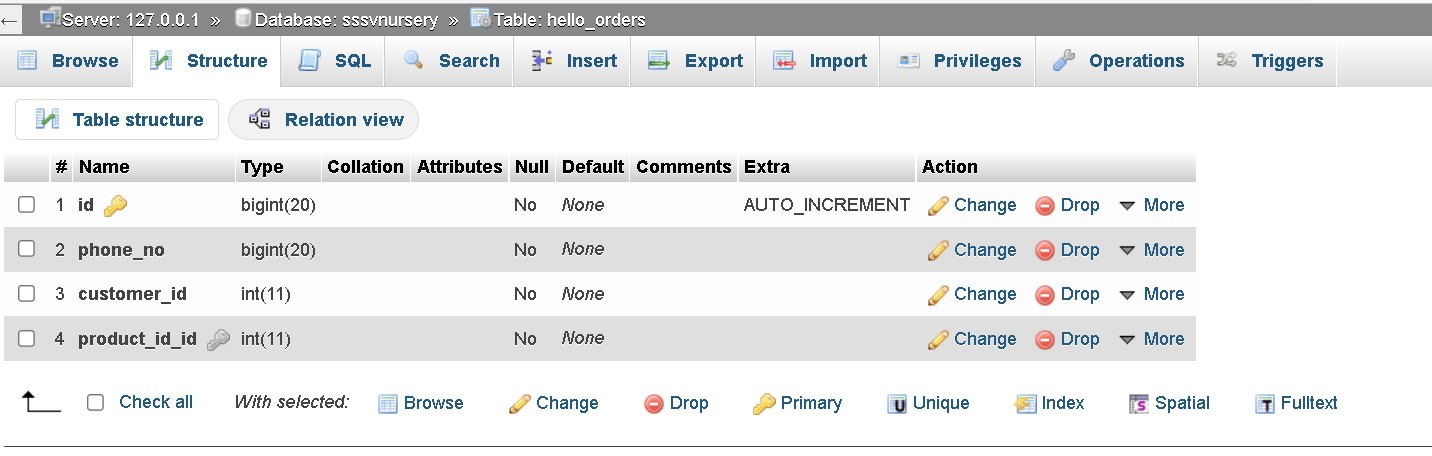 Server: 127.0.0.1 » Database: sssvnursery » Table: hello_orders
Browse Structure SQL Search Insert Export Import Privileges Operations Triggers
Table structure Relation view
# Name Type Collation Attributes Null Default Comments Extra Action
1 id bigint(20) No None AUTO_INCREMENT Change Drop More
2 phone_no bigint(20) No None Change Drop More
3 customer_id int(11) No None Change Drop More
4 product_id_id int(11) No None Change Drop More
Check all With selected: Browse Change Drop Primary Unique Index Spatial Fulltext